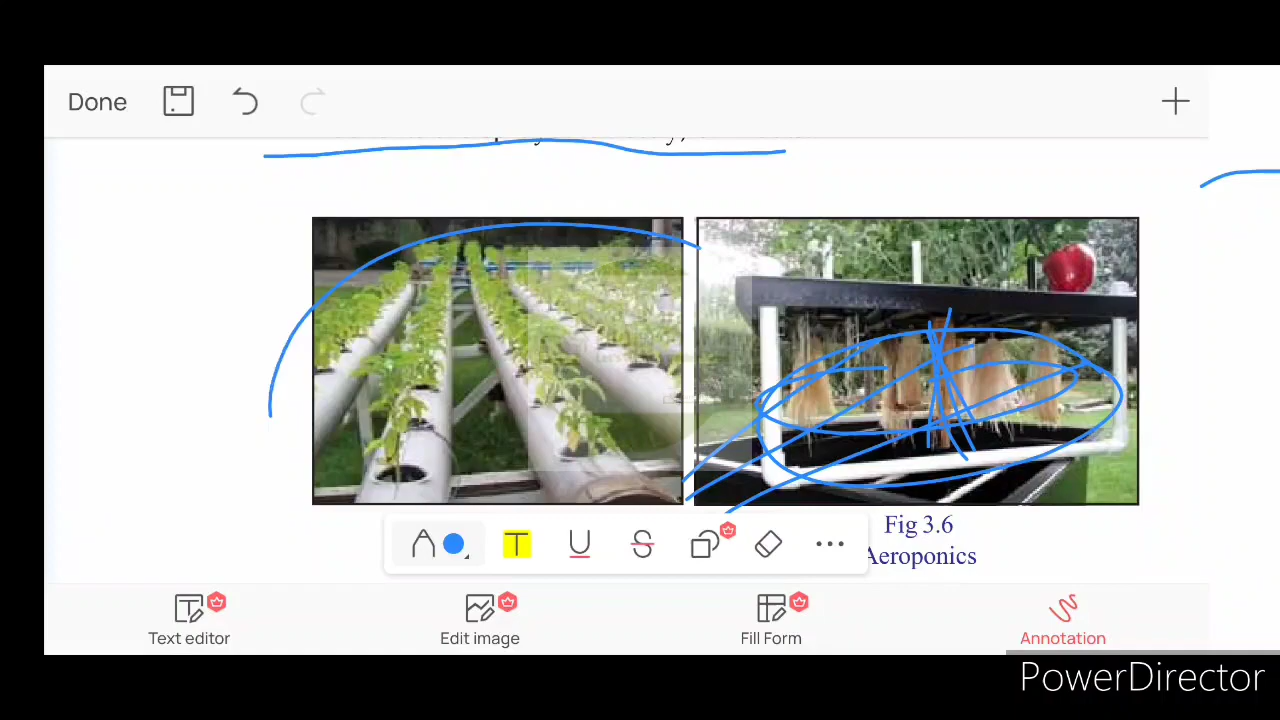 Done
Fig 3.6
Aeroponics
T
U
S
Text editor
Edit image
Fill Form
Annotation
PowerDirector